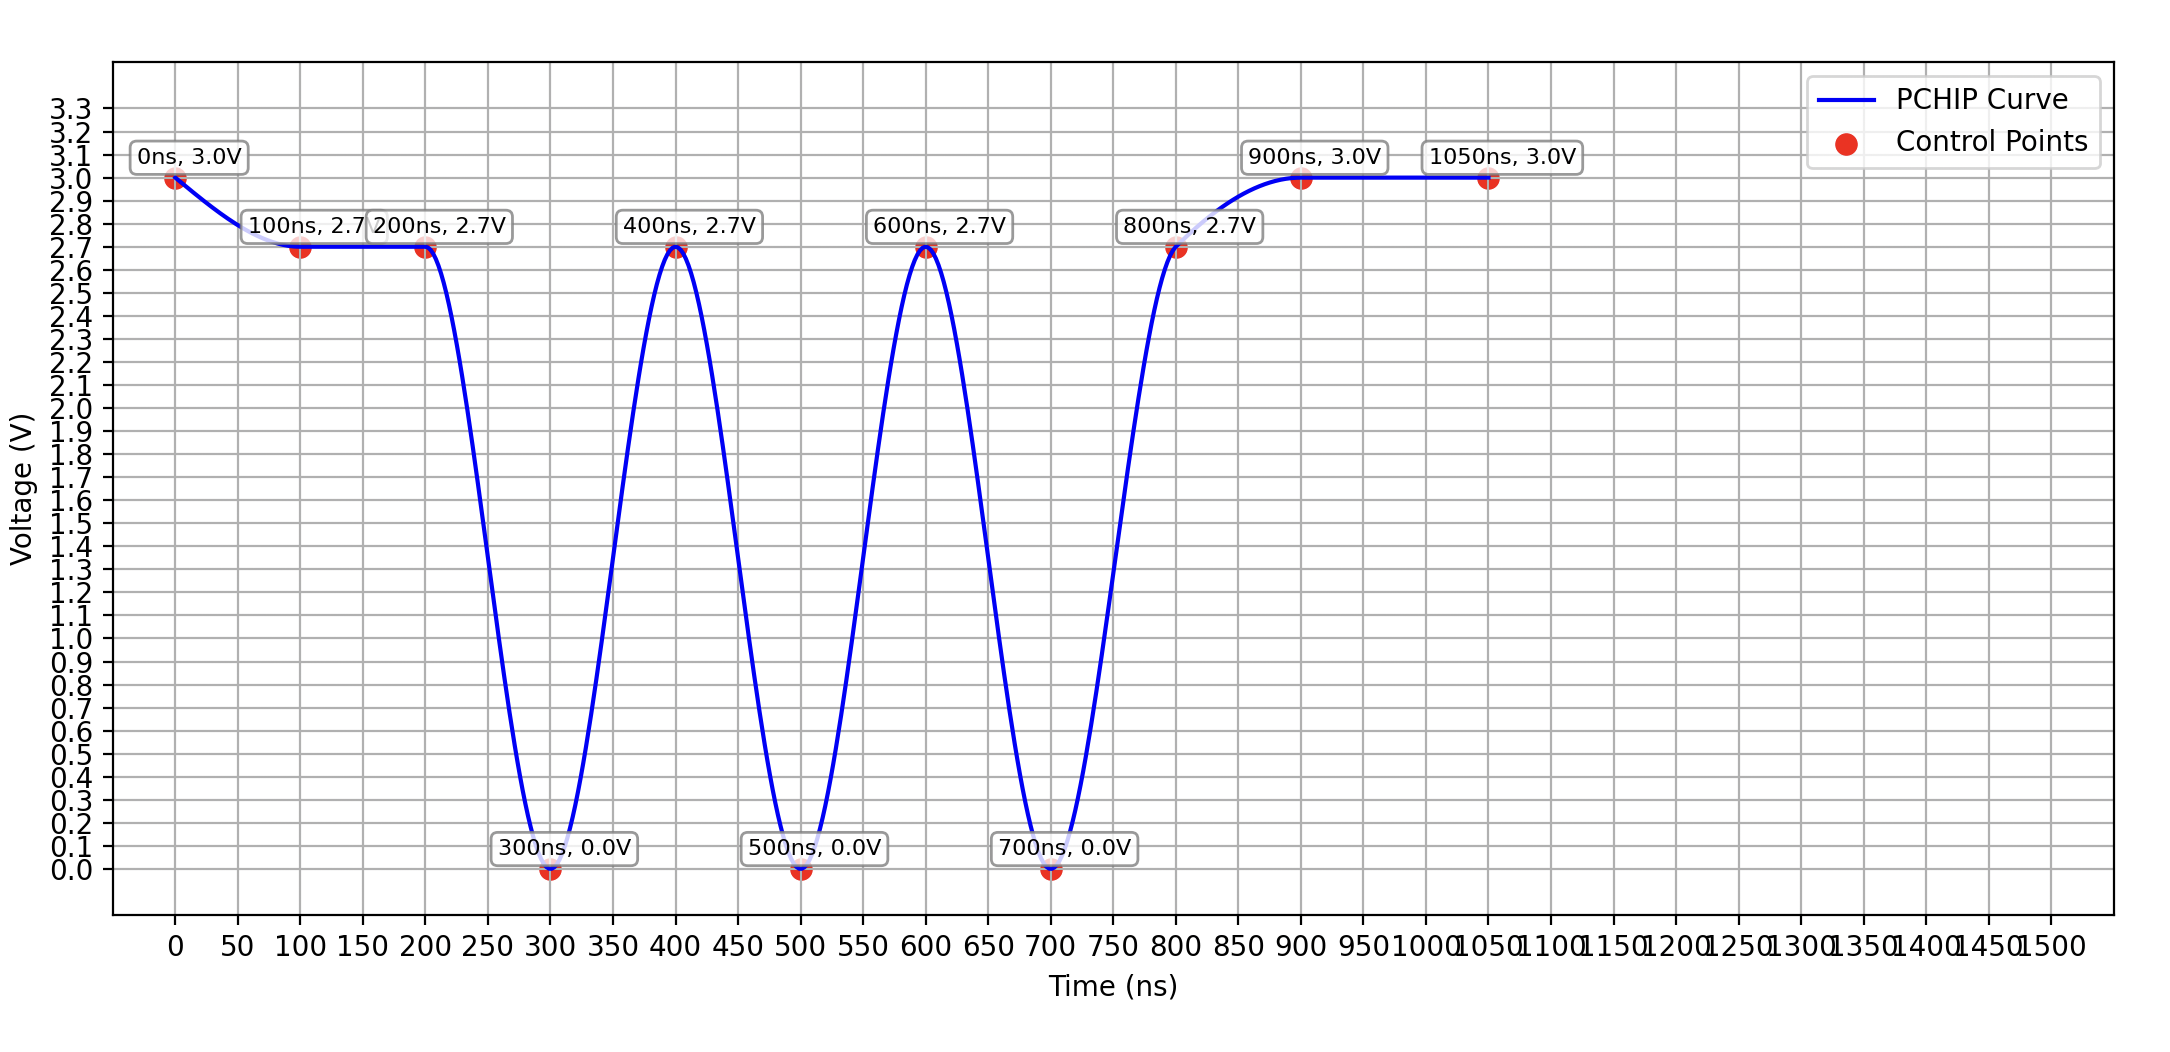 PCHIP Curve
Control Points
3.3
3.2
3.1
3.0
2.9
2.8
2.7
2.6
2.5
2.4
2.3
2.2
2.1
2.0
1.9
1.8
1.7
1.6
1.5
1.4
1.3
1.2
1.1
1.0
0.9
0.8
0.7
0.6
0.5
0.4
0.3
0.2
0.1
0.0
Voltage (V)
0ns, 3.0V
900ns, 3.0V
1050ns, 3.0V
100ns, 2.7V
200ns, 2.7V
400ns, 2.7V
600ns, 2.7V
800ns, 2.7V
300ns, 0.0V
500ns, 0.0V
700ns, 0.0V
0 50 100 150 200 250 300 350 400 450 500 550 600 650 700 750 800 850 900 950 1000 1050 1100 1150 1200 1250 1300 1350 1400 1450 1500
Time (ns)